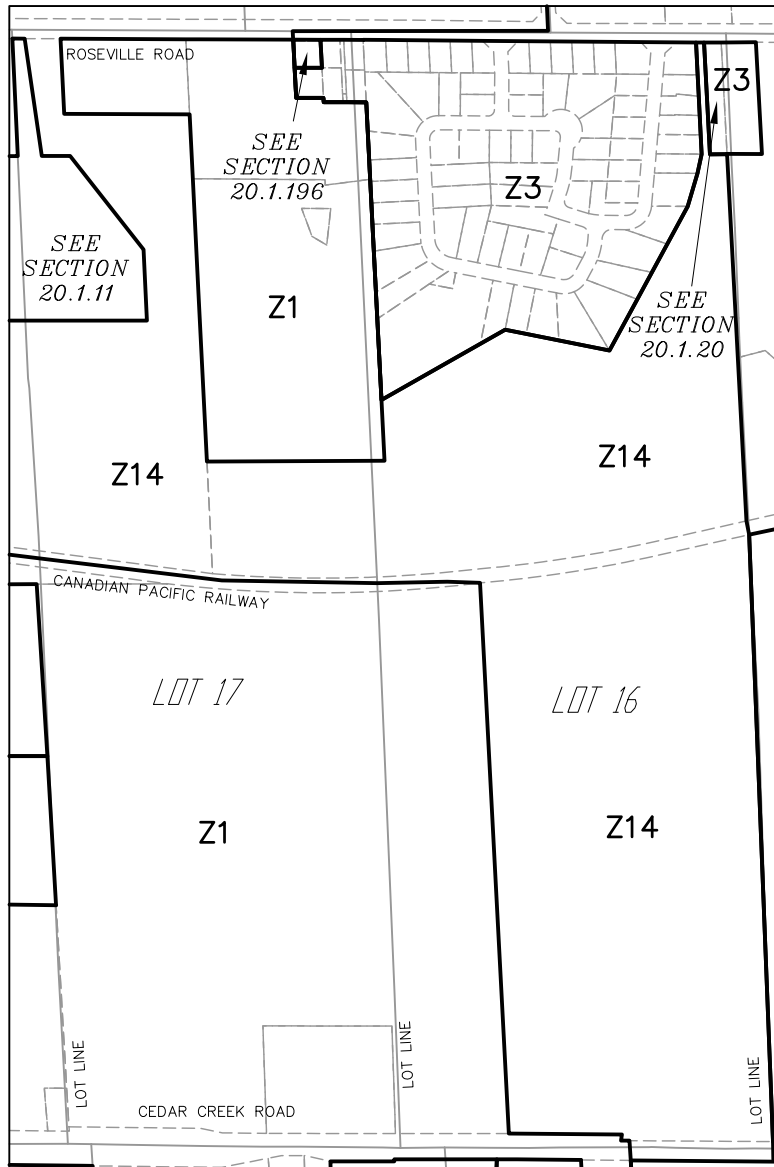 ROSEVILLE ROAD
Z3
SEE
SECTION
20.1.196
Z3
SEE
SECTION
20.1.11
Z1
SEE
SECTION
20.1.20
Z14
Z14
CANADIAN PACIFIC RAILWAY
LOT 17
LOT 16
Z1
Z14
LOT LINE
LOT LINE
LOT LINE
CEDAR CREEK ROAD